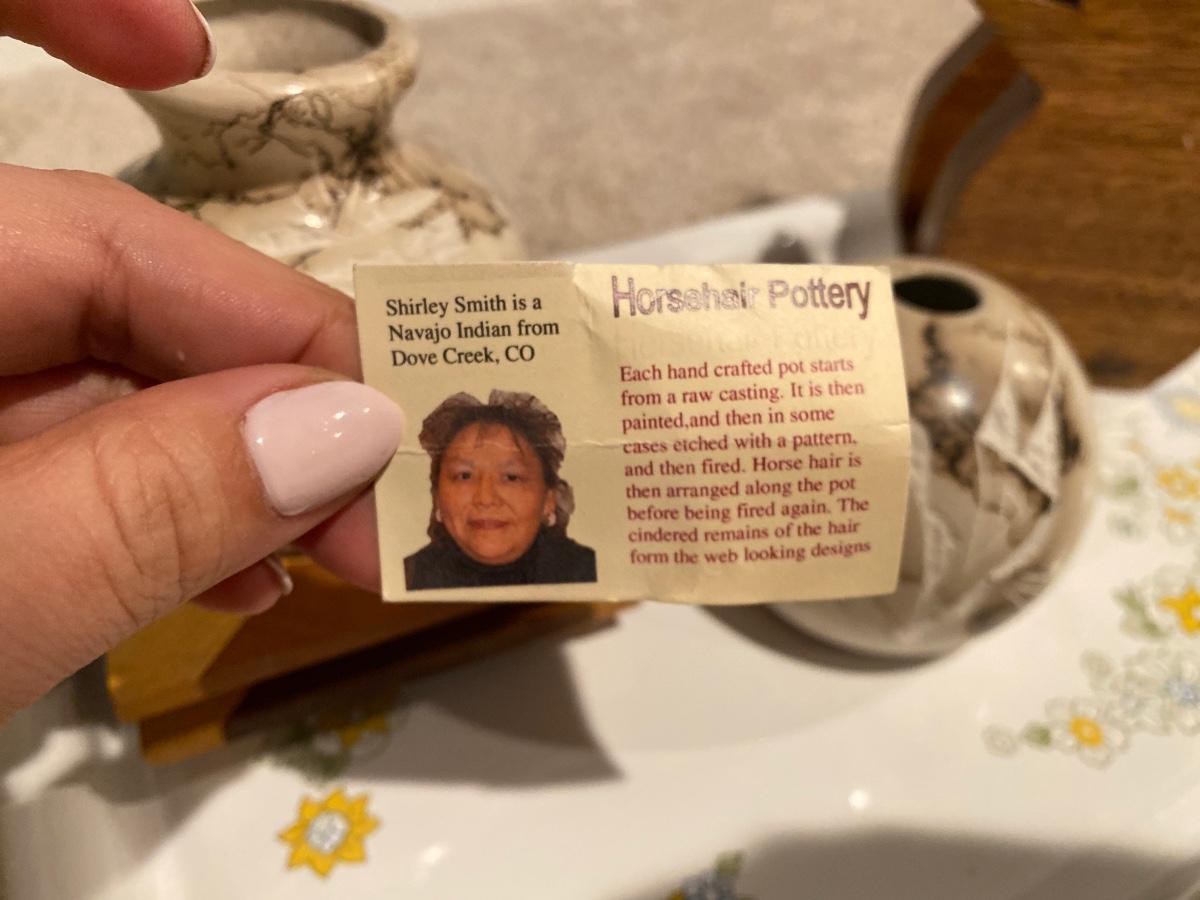 Shirley Smith is a
Navajo Indian from
Dove Creek, CO
Horsehair Pottery
Each hand crafted pot starts
from a raw casting. It is then
painted,and then in some
cases etched with a pattern,
and then fired. Horse hair is
then arranged along the pot
before being fired again. The
cindered remains of the hair
form the web looking designs